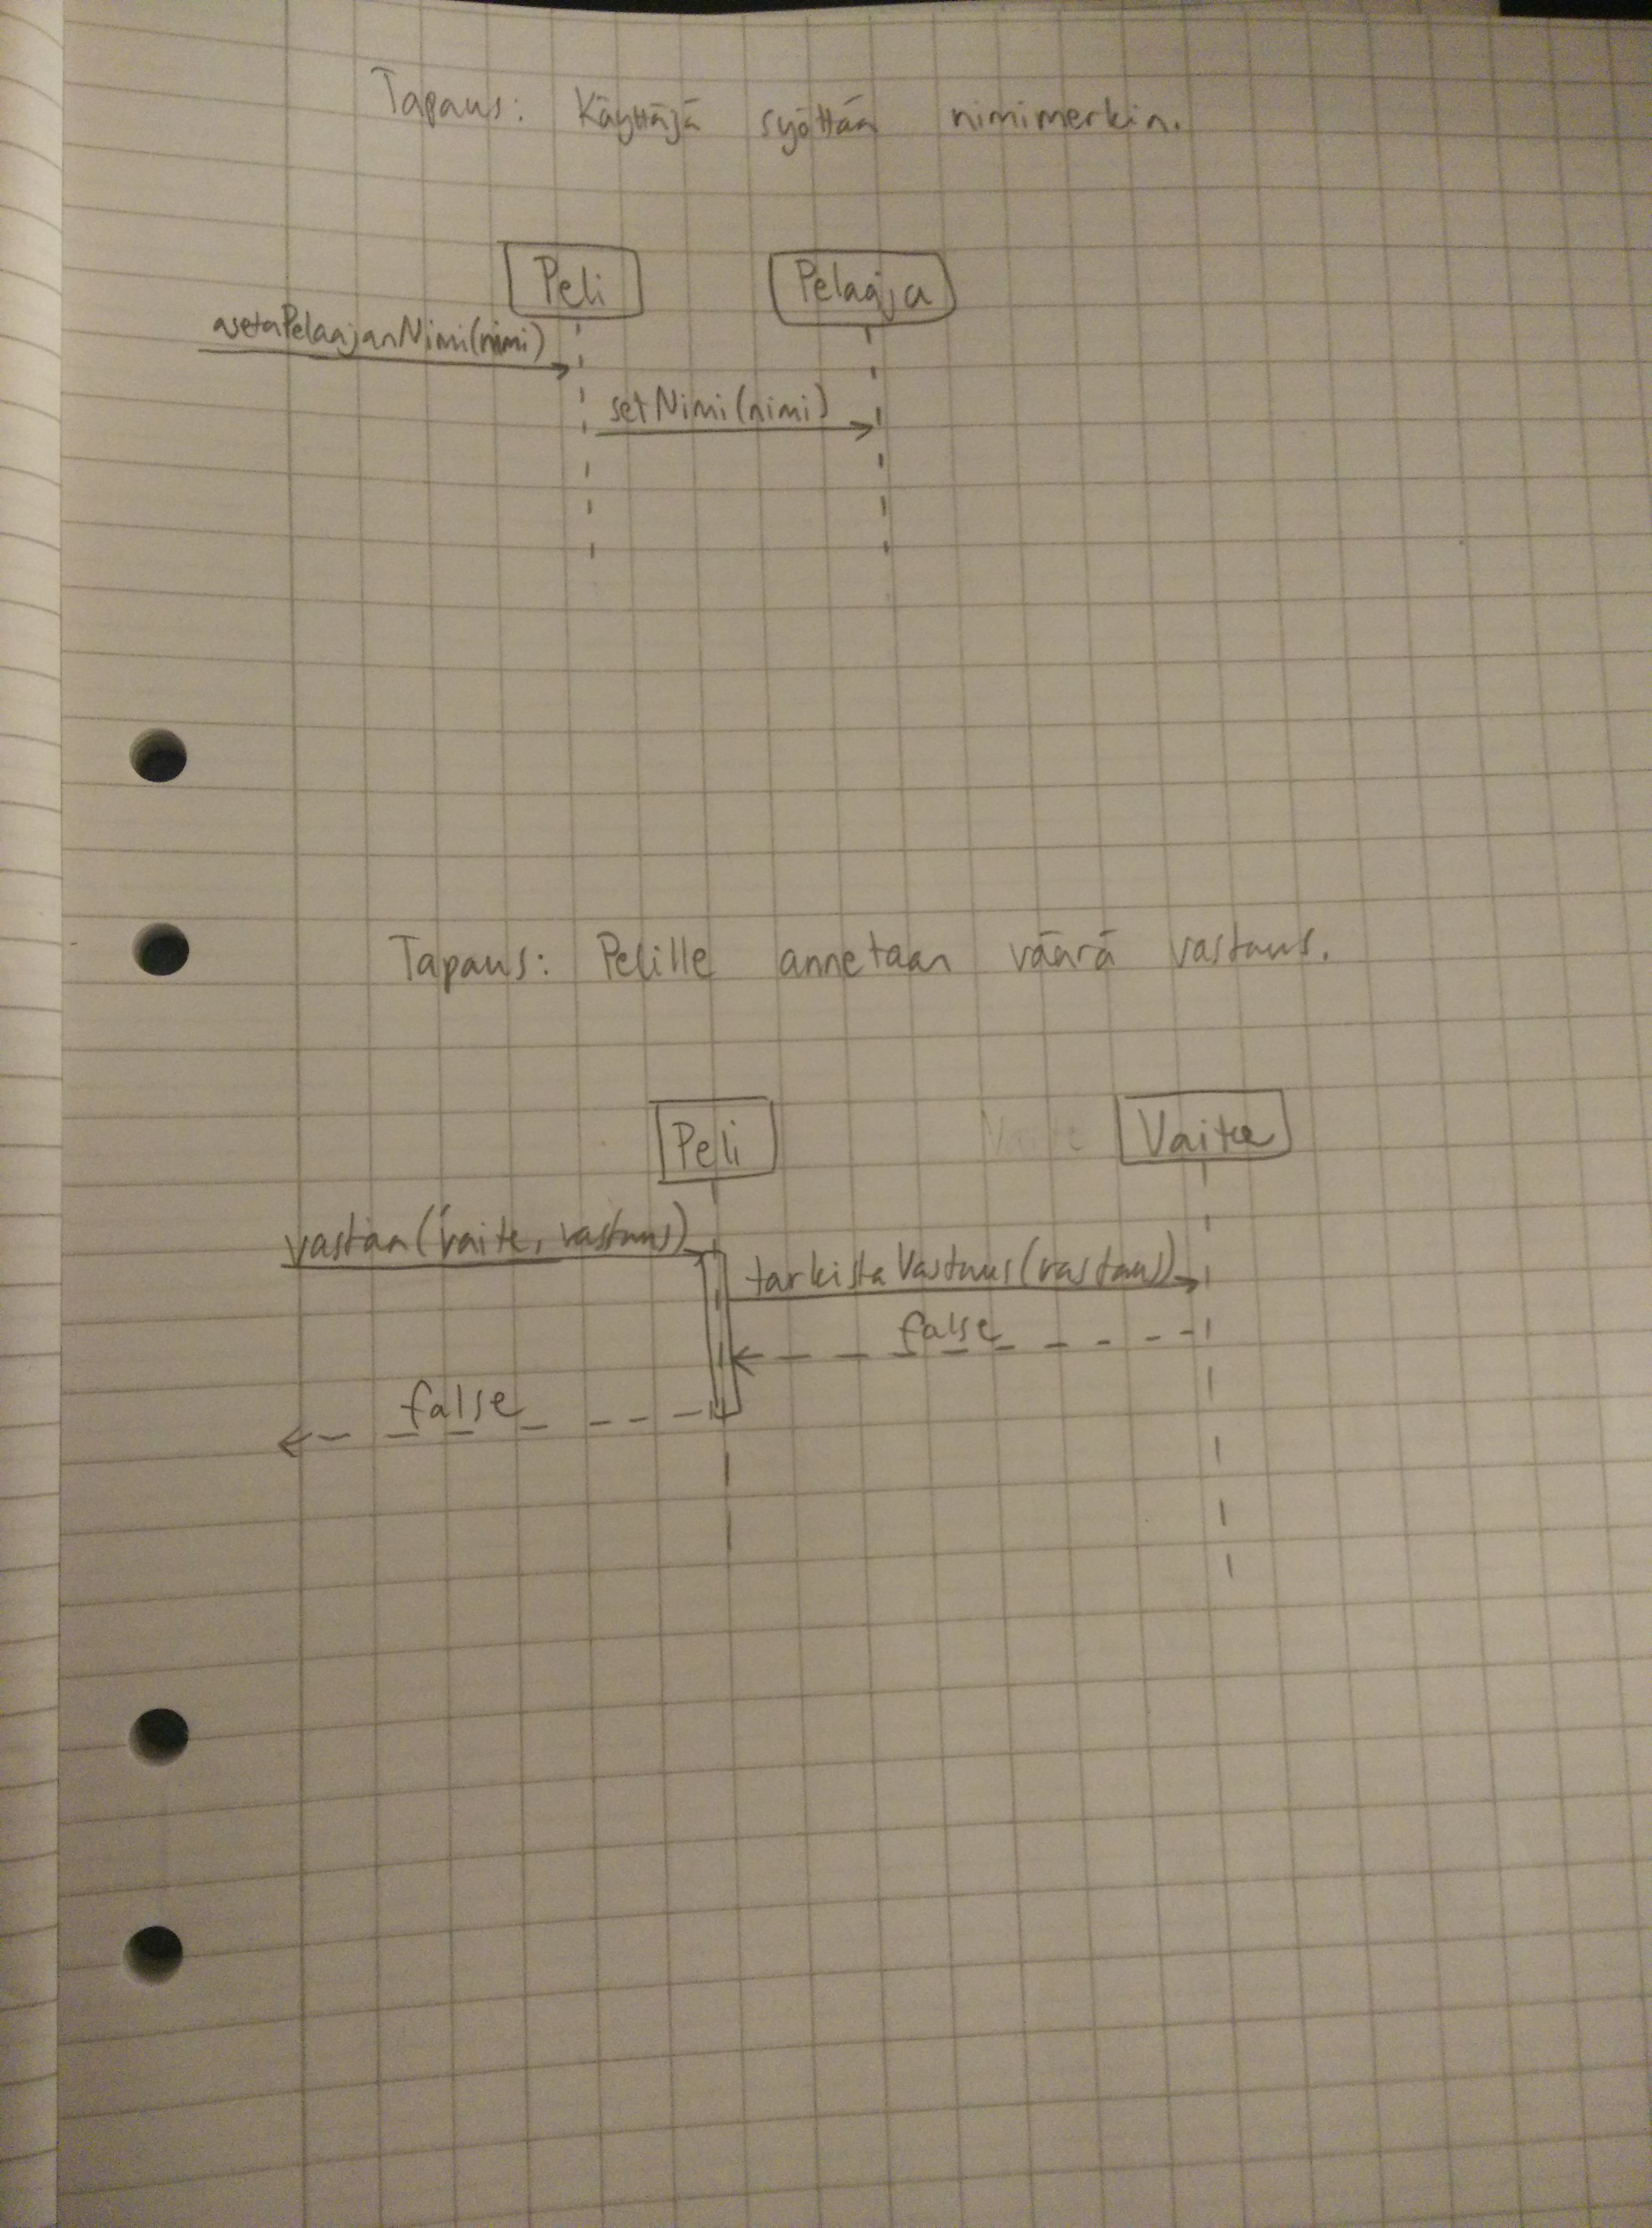 Tapaus: Käyttäjä syöttää nimimerkin.
Peli Pelaaja
asetaPelaajanNimi(nimi)
setNimi(nimi)
Tapaus: Pelille annetaan väärä vastaus.
Peli Vaite
vastaa(vaite, vastaus)
tarkistaVastaus(vastaus)
false
false